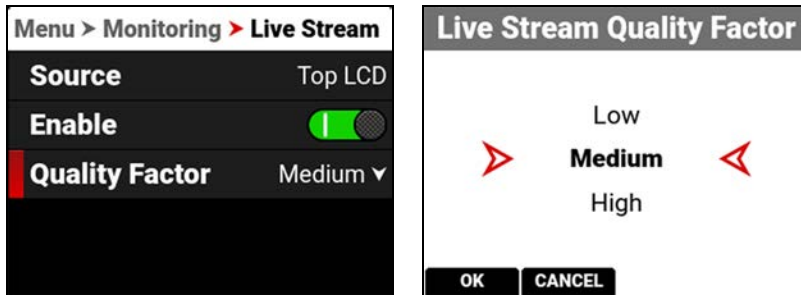 Menu > Monitoring > Live Stream
Source Top LCD
Enable
Quality Factor Medium
Live Stream Quality Factor
Low
Medium
High
OK CANCEL